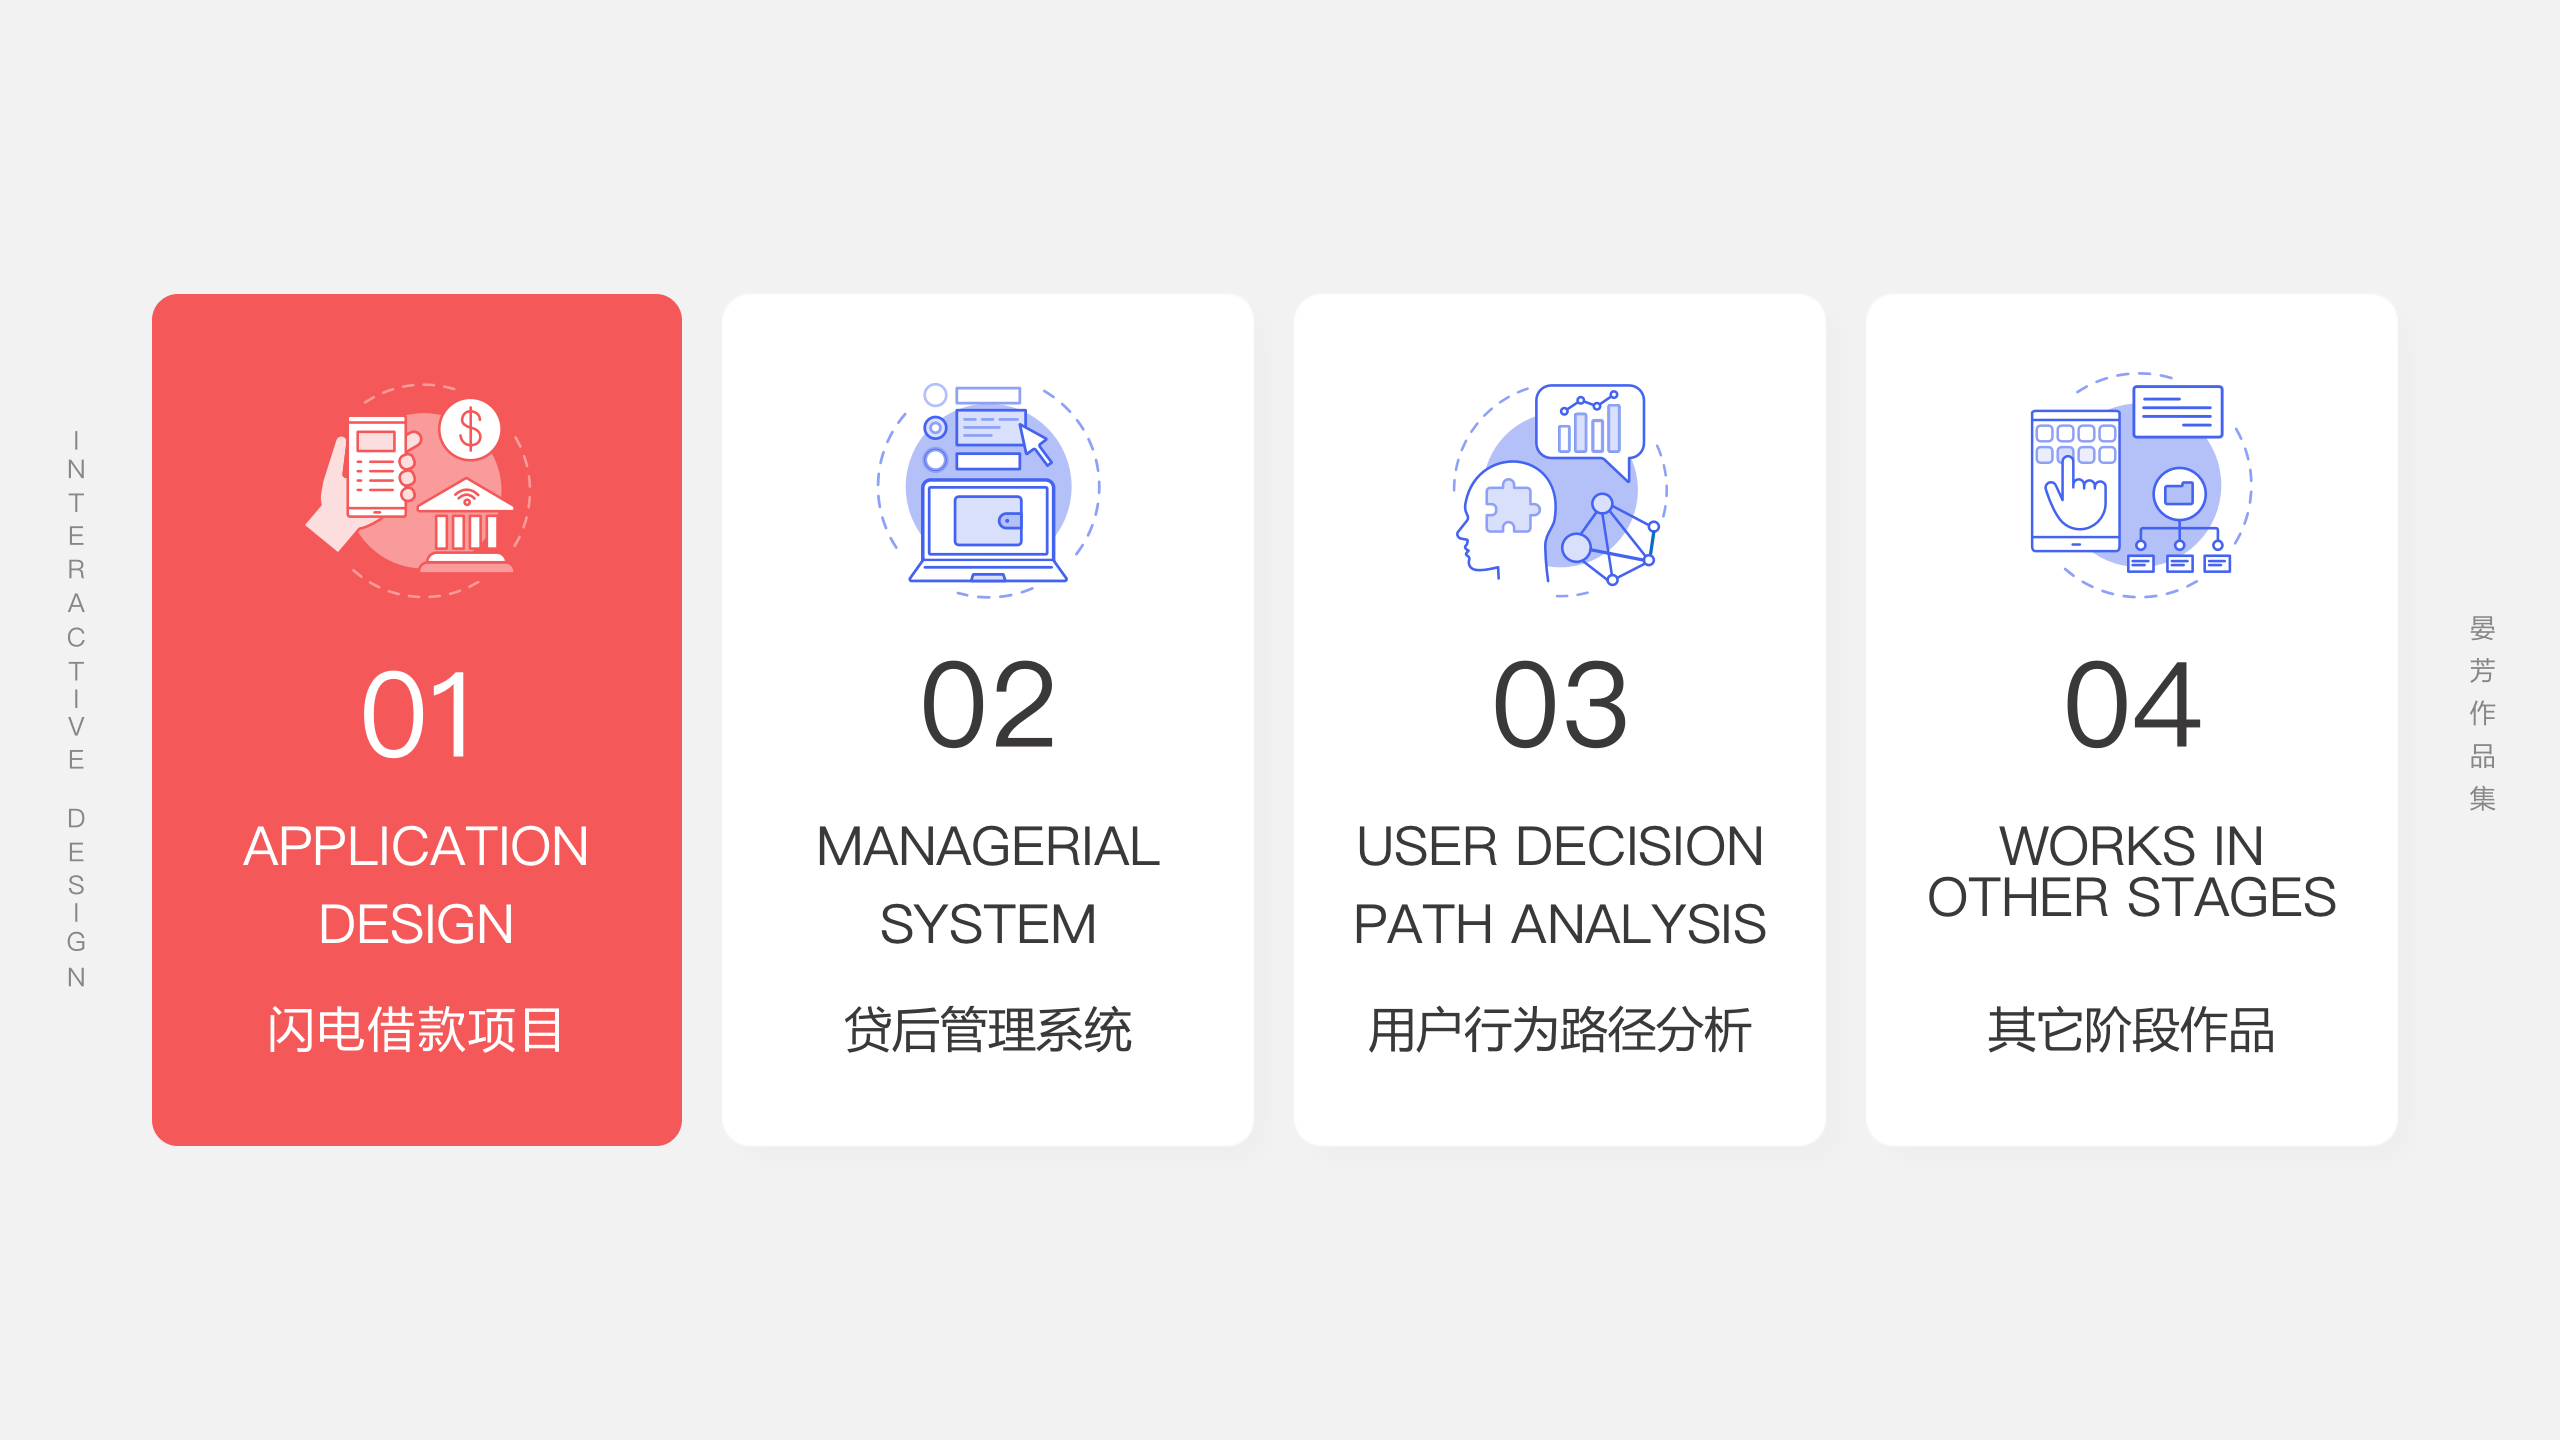 INTERACTIVE DESIGN
01
APPLICATION
DESIGN
闪电借款项目
02
MANAGERIAL
SYSTEM
贷后管理系统
03
USER DECISION
PATH ANALYSIS
用户行为路径分析
04
WORKS IN
OTHER STAGES
其它阶段作品
晏芳作品集